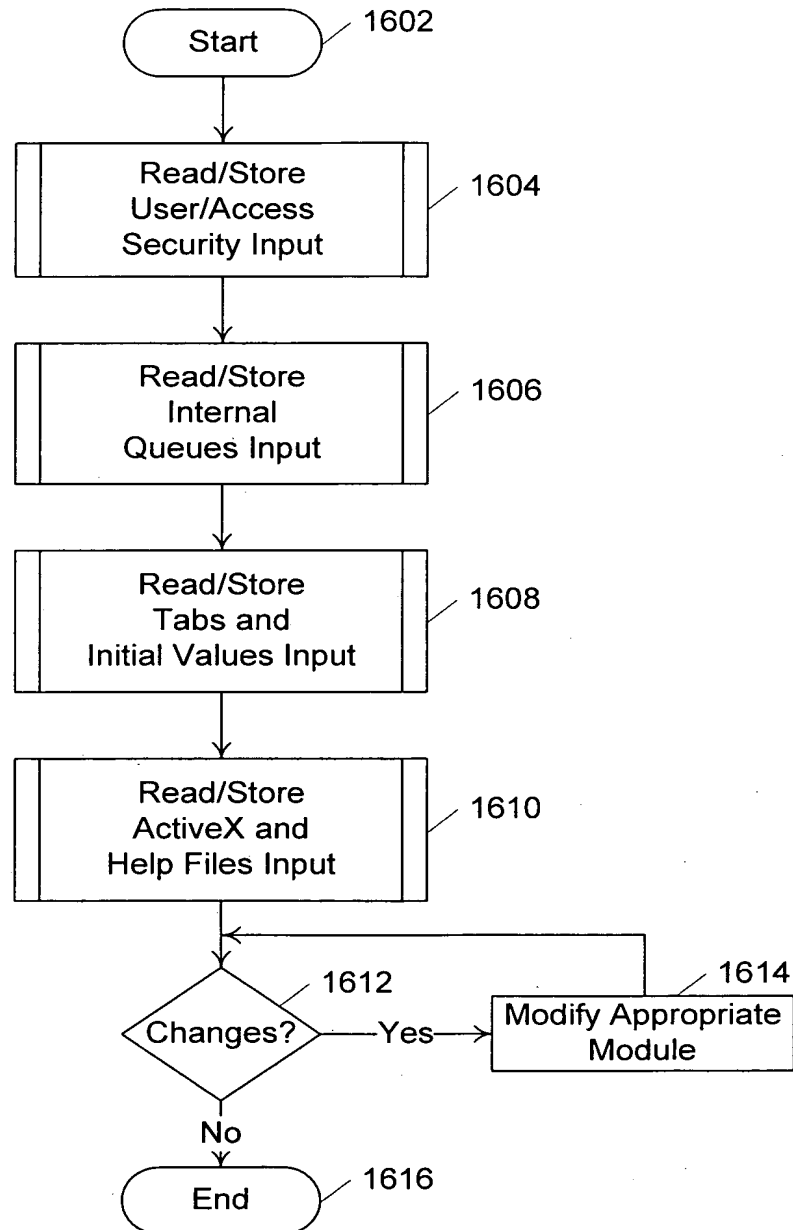 Start
1602
Read/Store
User/Access
Security Input
1604
Read/Store
Internal
Queues Input
1606
Read/Store
Tabs and
Initial Values Input
1608
Read/Store
ActiveX and
Help Files Input
1610
Changes?
1612
Yes
Modify Appropriate
Module
1614
No
End
1616